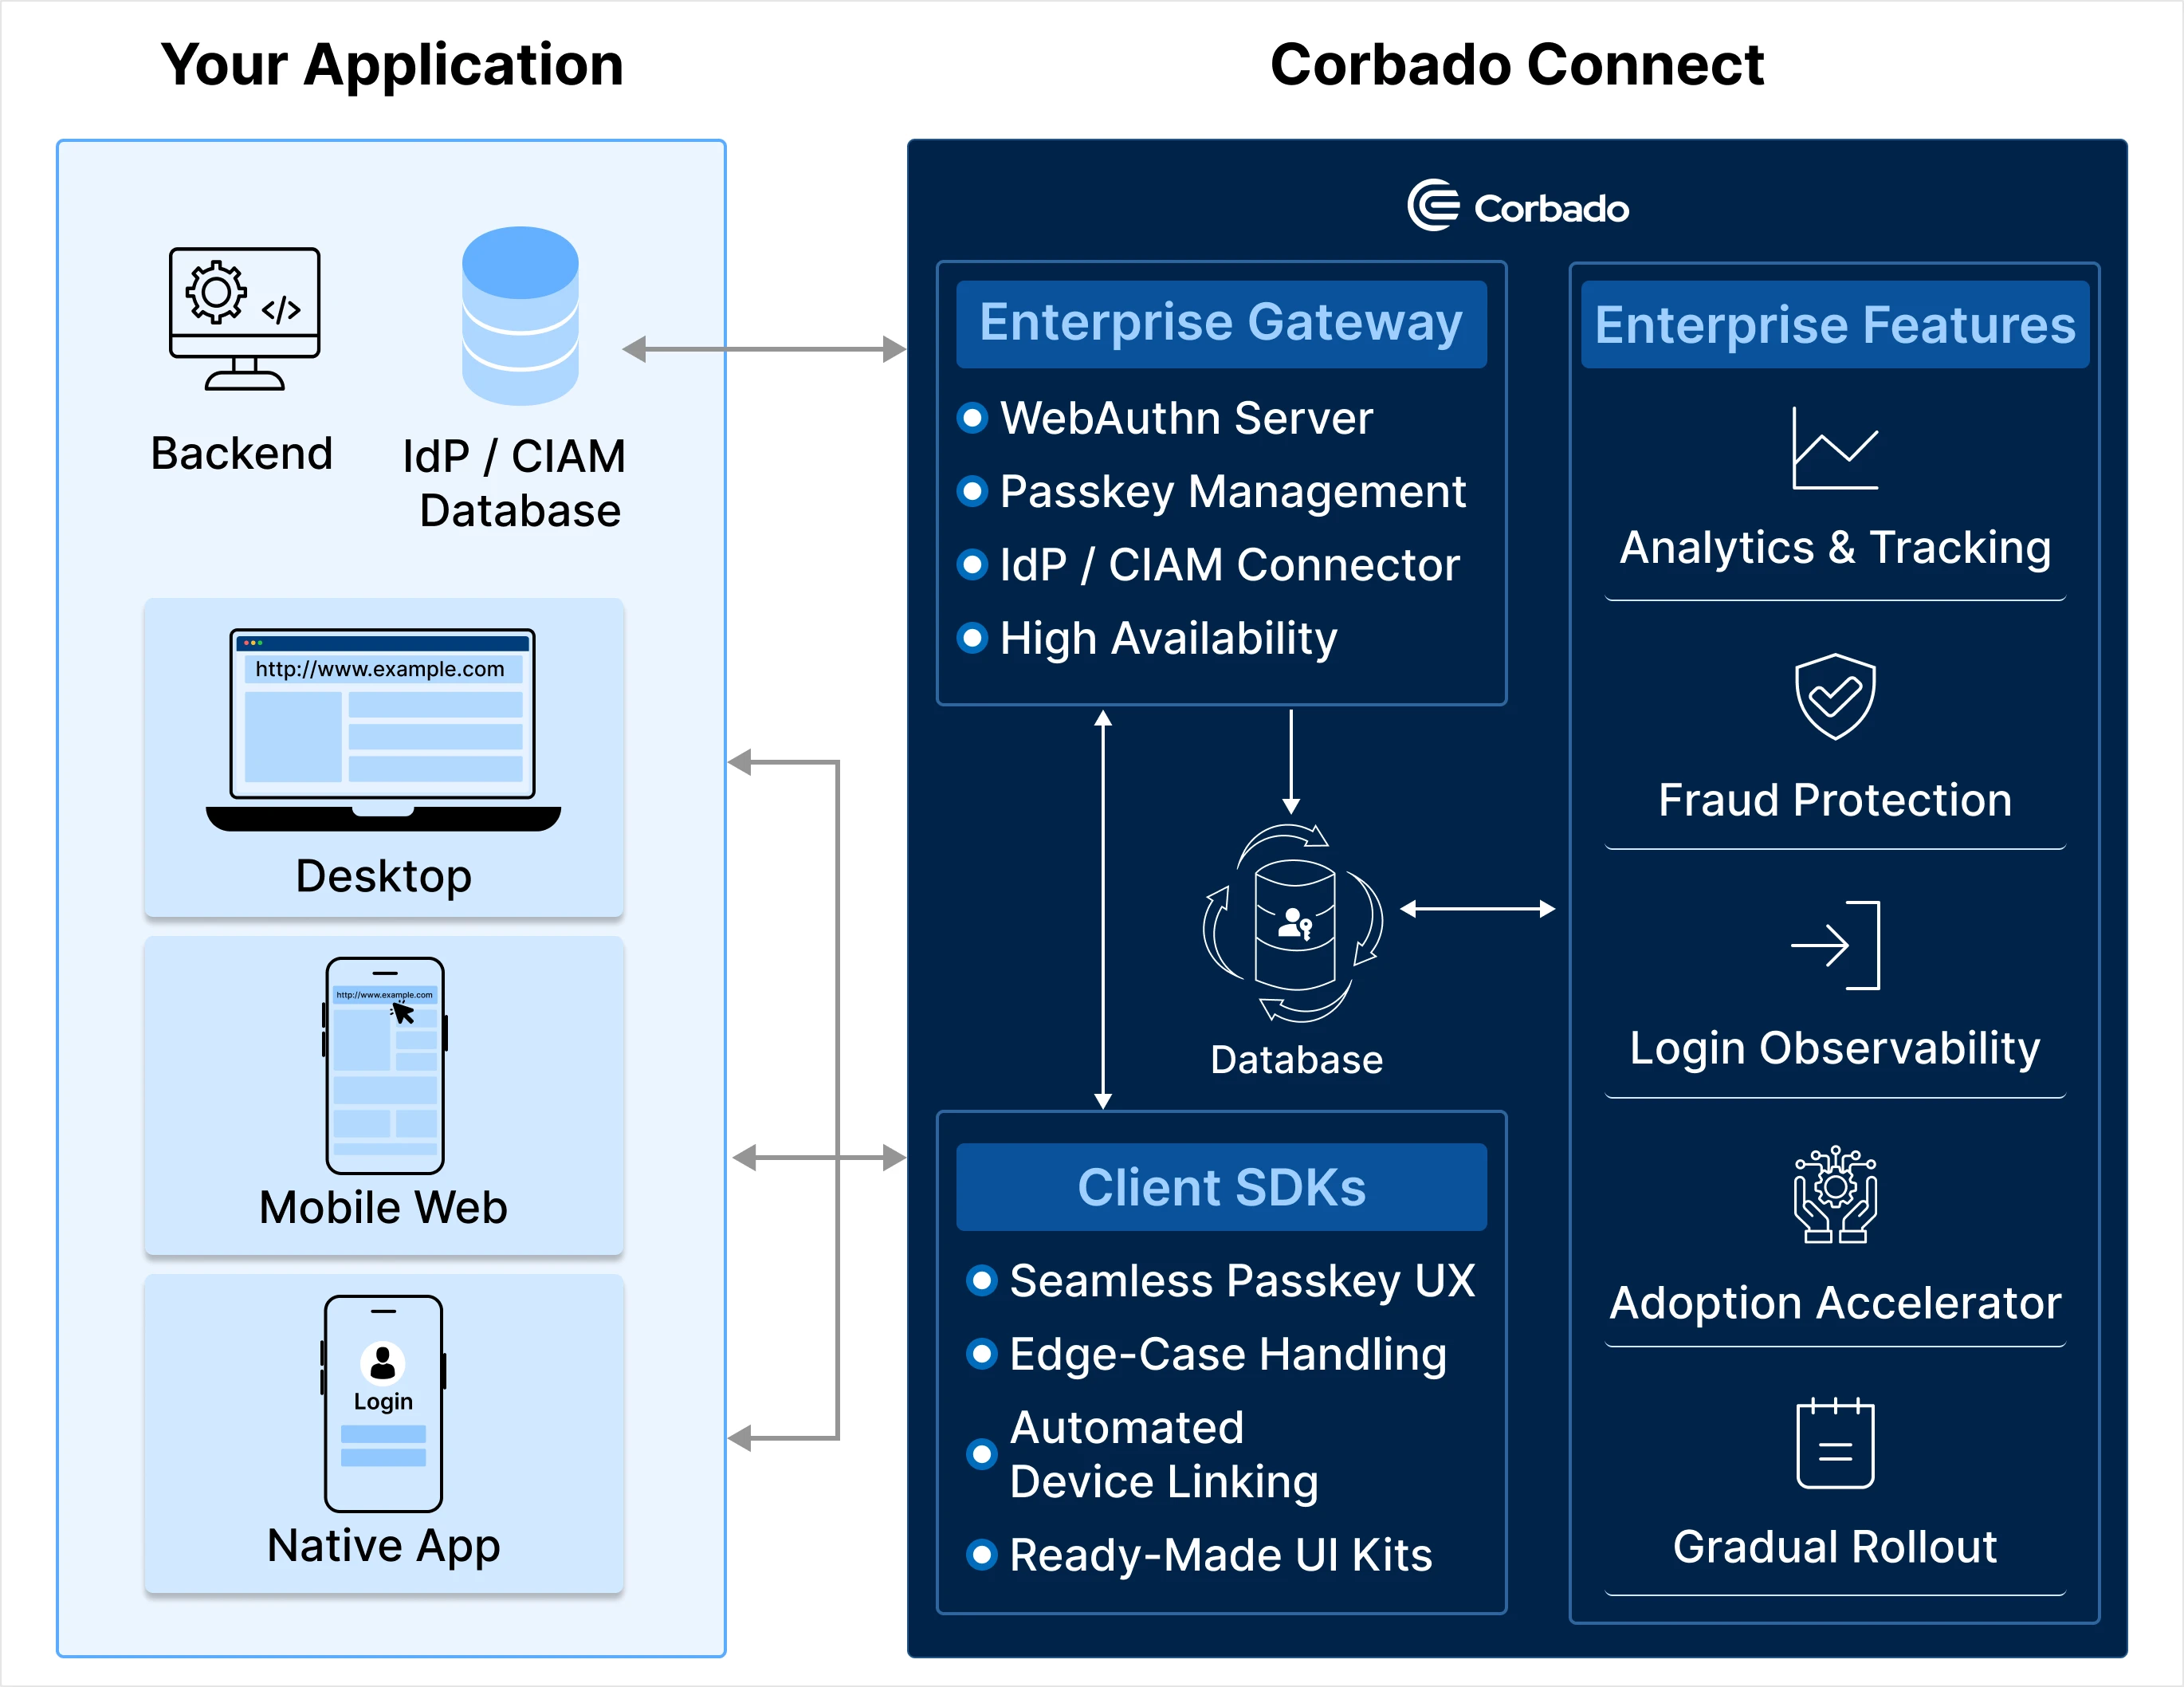 Your Application
Backend
IdP / CIAM
Database
http://www.example.com
Desktop
http://www.example.com
Mobile Web
Login
Native App
Corbado Connect
Corbado
Enterprise Gateway
WebAuthn Server
Passkey Management
IdP / CIAM Connector
High Availability
Database
Client SDKs
Seamless Passkey UX
Edge-Case Handling
Automated
Device Linking
Ready-Made UI Kits
Enterprise Features
Analytics & Tracking
Fraud Protection
Login Observability
Adoption Accelerator
Gradual Rollout